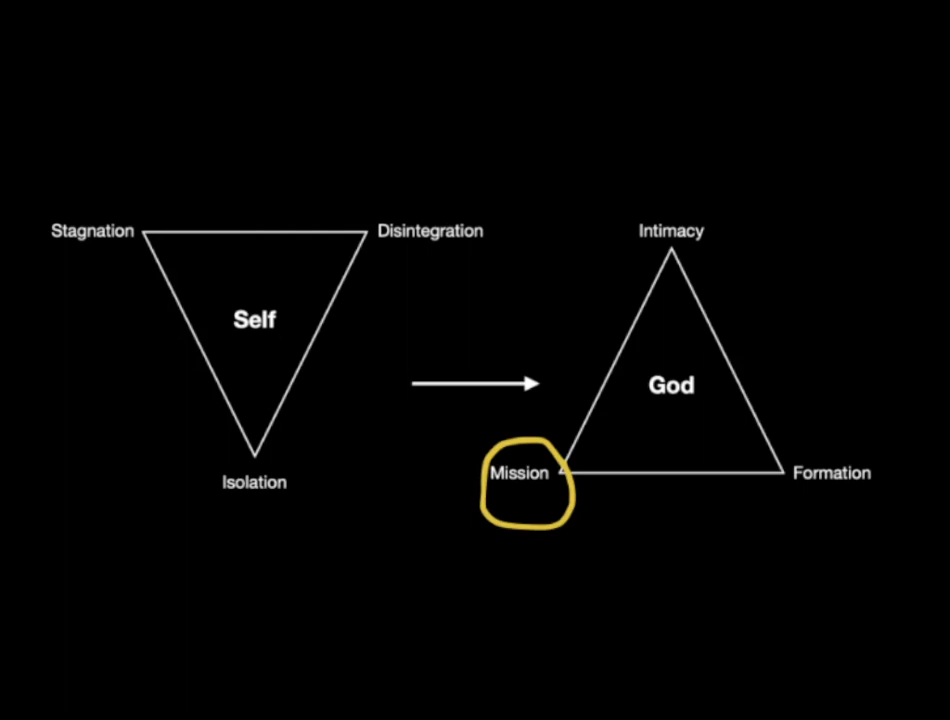 Stagnation
Disintegration
Self
Isolation
Intimacy
God
Mission
Formation